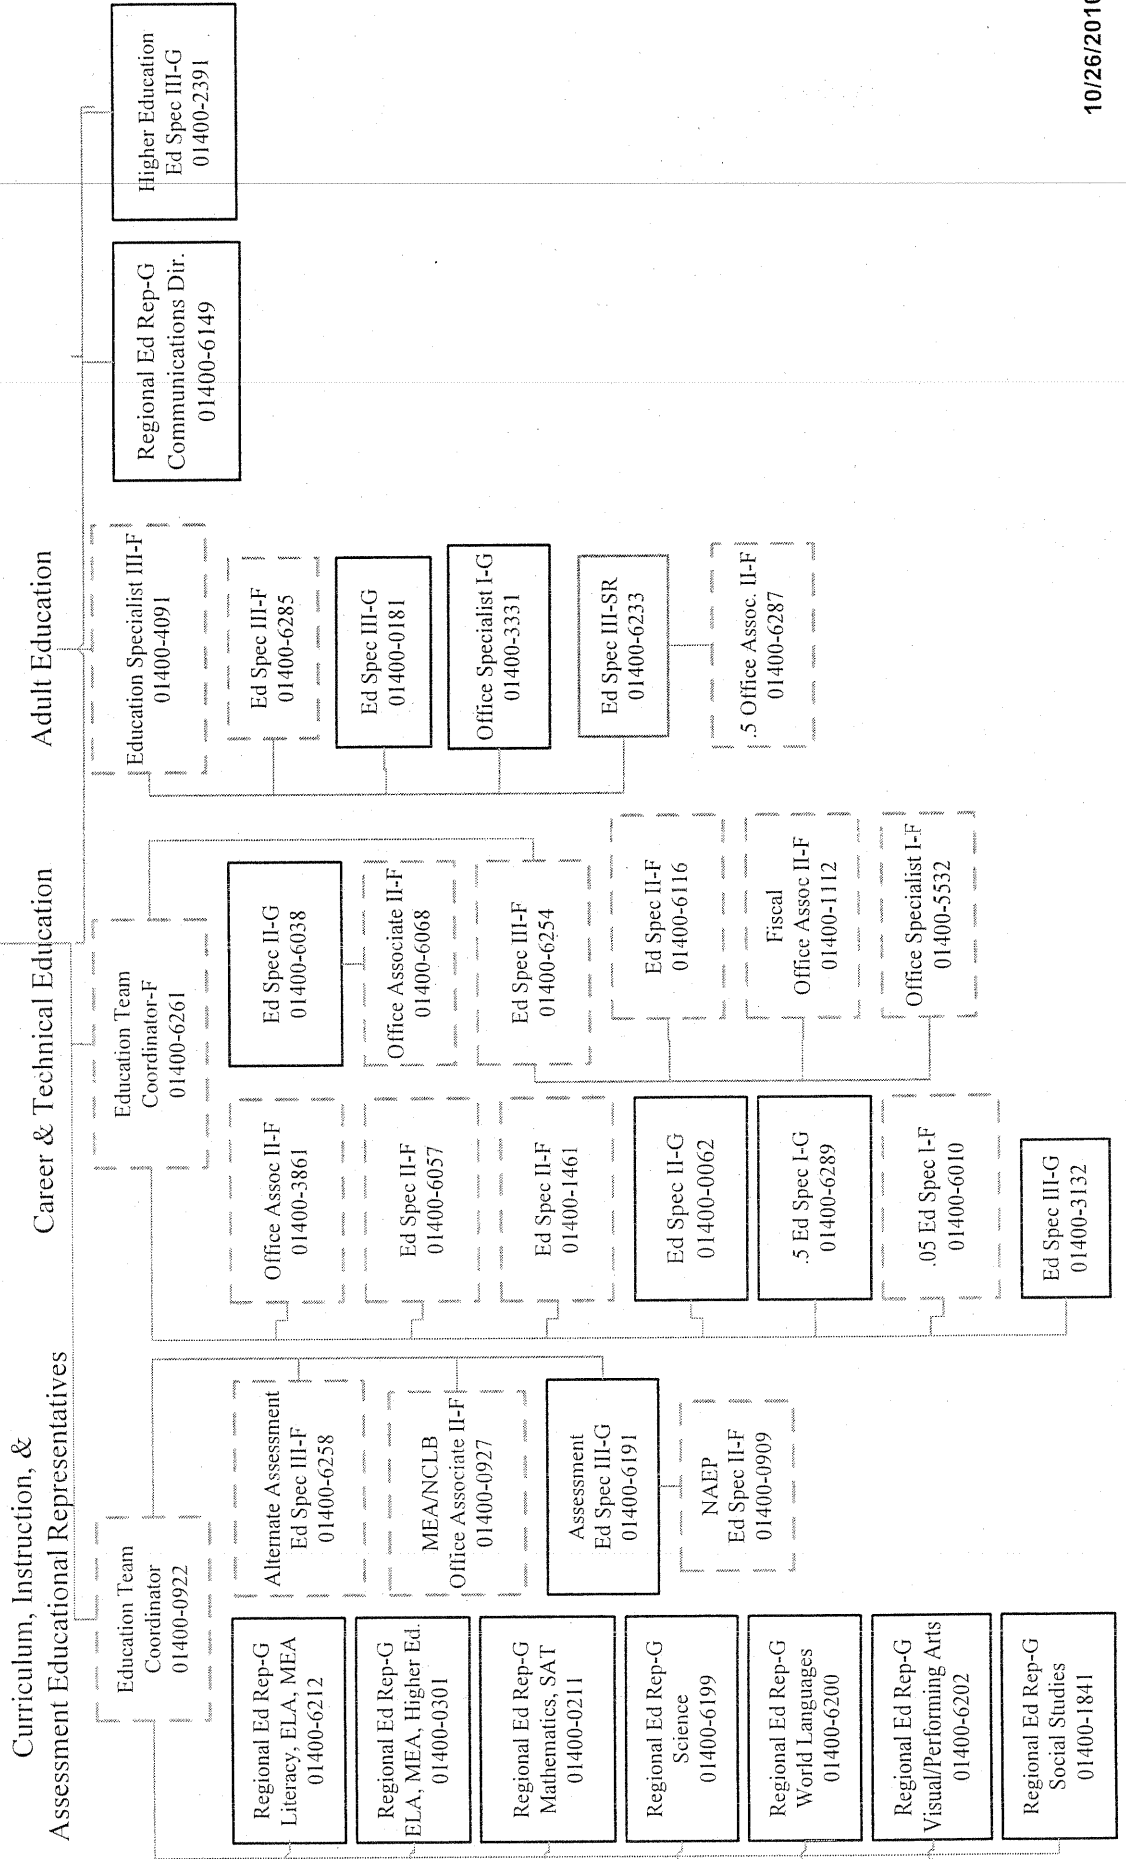 Curriculum, Instruction, &
Assessment Educational Representatives
Education Team
Coordinator
01400-0922
Regional Ed Rep-G
Literacy, ELA, MEA
01400-6212
Regional Ed Rep-G
ELA, MEA, Higher Ed.
01400-0301
Regional Ed Rep-G
Mathematics, SAT
01400-0211
Regional Ed Rep-G
Science
01400-6199
Regional Ed Rep-G
World Languages
01400-6200
Regional Ed Rep-G
Visual/Performing Arts
01400-6202
Regional Ed Rep-G
Social Studies
01400-1841
Alternate Assessment
Ed Spec III-F
01400-6258
MEA/NCLB
Office Associate II-F
01400-0927
Assessment
Ed Spec III-G
01400-6191
NAEP
Ed Spec II-F
01400-0909
Career & Technical Education
Education Team
Coordinator-F
01400-6261
Office Assoc II-F
01400-3861
Ed Spec II-F
01400-6057
Ed Spec II-F
01400-1461
Ed Spec II-G
01400-0062
.5 Ed Spec I-G
01400-6289
.05 Ed Spec I-F
01400-6010
Ed Spec III-G
01400-3132
Ed Spec II-G
01400-6038
Office Associate II-F
01400-6068
Ed Spec III-F
01400-6254
Ed Spec II-F
01400-6116
Fiscal
Office Assoc II-F
01400-1112
Office Specialist I-F
01400-5532
Adult Education
Education Specialist III-F
01400-4091
Ed Spec III-F
01400-6285
Ed Spec III-G
01400-0181
Office Specialist I-G
01400-3331
Ed Spec III-SR
01400-6233
.5 Office Assoc. II-F
01400-6287
Regional Ed Rep-G
Communications Dir.
01400-6149
Higher Education
Ed Spec III-G
01400-2391
10/26/2010